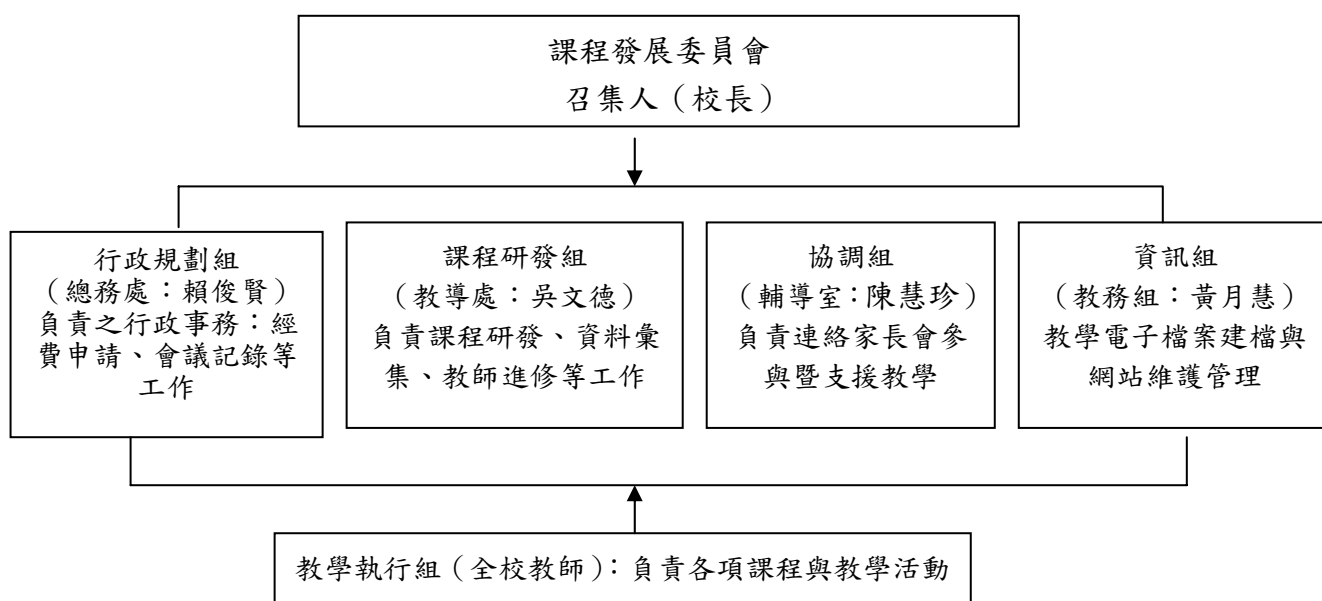 課程發展委員會
召集人（校長）
行政規劃組
（總務處：賴俊賢）
負責之行政事務：經
費申請、會議記錄等
工作
課程研發組
（教導處：吳文德）
負責課程研發、資料彙
集、教師進修等工作
協調組
（輔導室：陳慧珍）
負責連絡家長會參
與暨支援教學
資訊組
（教務組：黃月慧）
教學電子檔案建檔與
網站維護管理
教學執行組（全校教師）：負責各項課程與教學活動